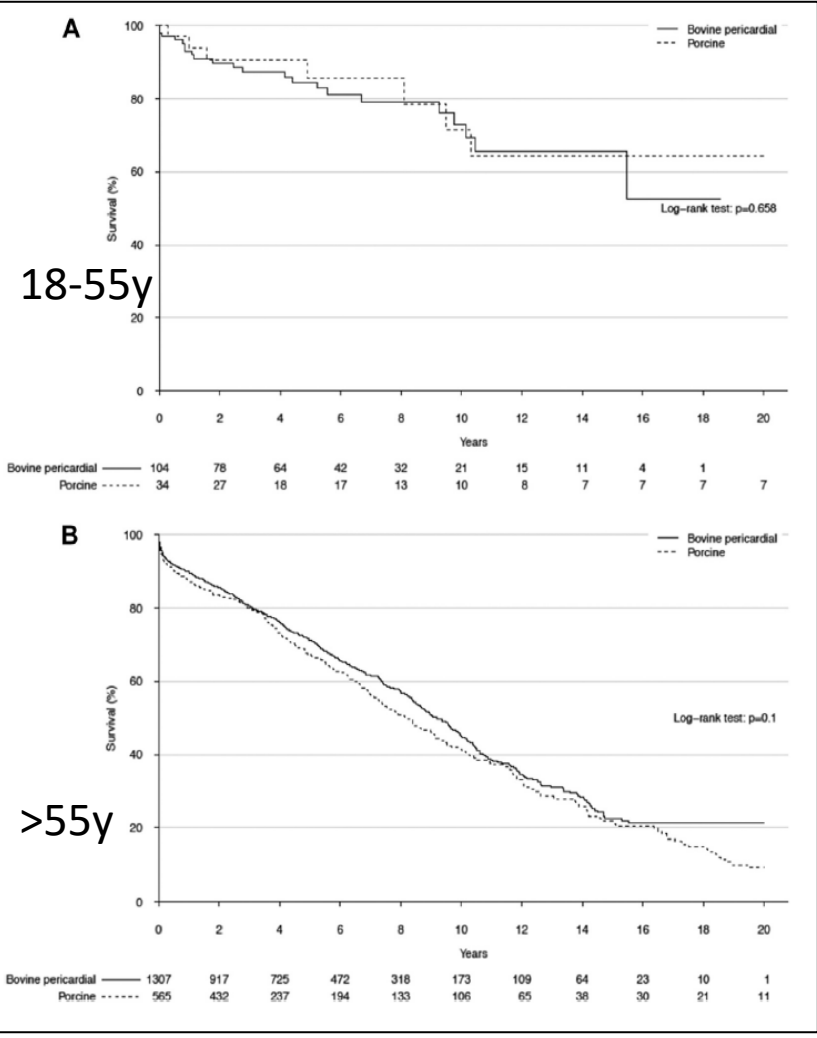 A
100
Bovine pericardial
Porcine
80
60
Log-rank test: p=0.658
Survival (%)
40
18-55y
20
0
0 2 4 6 8 10 12 14 16 18 20
Years
Bovine pericardial 104 78 64 42 32 21 15 11 4 1
Porcine 34 27 18 17 13 10 8 7 7 7 7
B
100
Bovine pericardial
Porcine
80
60
Log-rank test: p=0.1
Survival (%)
40
>55y
20
0
0 2 4 6 8 10 12 14 16 18 20
Years
Bovine pericardial 1307 917 725 472 318 173 109 64 23 10 1
Porcine 565 432 237 194 133 106 65 38 30 21 11